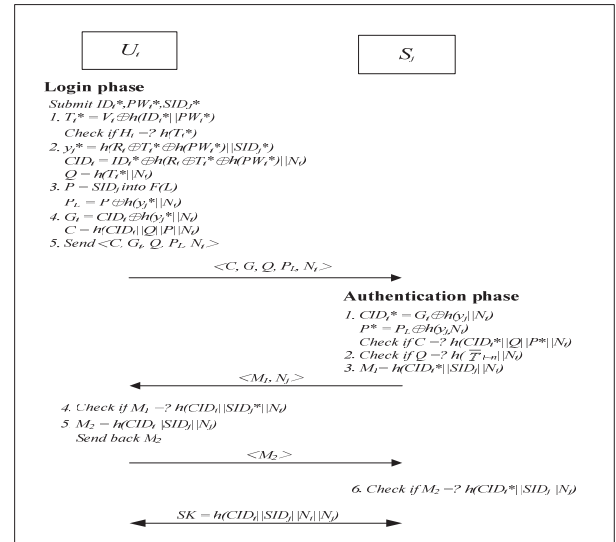 U_i
S_j
Login phase
Submit ID_i*,PW_i*,SID_j*
1. T_i* = V_i⊕h(ID_i*||PW_i*)
Check if H_i =? h(T_i*)
2. y_j* = h(R_i⊕T_i*⊕h(PW_i*)||SID_j*)
CID_i = ID_i*⊕h(R_i⊕T_i*⊕h(PW_i*)||N_i)
Q = h(T_i*||N_i)
3. P = SID_j into F(L)
P_L = P⊕h(y_j*||N_i)
4. G_i = CID_i⊕h(y_j*||N_i)
C = h(CID_i||Q||P||N_i)
5. Send <C, G_i, Q, P_L, N_i>
<C, G, Q, P_L, N_i>
Authentication phase
1. CID_i* = G_i⊕h(y_j||N_i)
P* = P_L⊕h(y_jN_i)
Check if C =? h(CID_i*||Q||P*||N_i)
2. Check if Q =? h(T̅_{i~n}||N_i)
3. M_1= h(CID_i*||SID_j||N_i)
<M_1, N_j>
4. Check if M_1 =? h(CID_i||SID_j*||N_i)
5 M_2 = h(CID_i |SID_j||N_j)
Send back M_2
<M_2>
6. Check if M_2 =? h(CID_i*||SID_j |N_j)
SK = h(CID_i||SID_j||N_i||N_j)